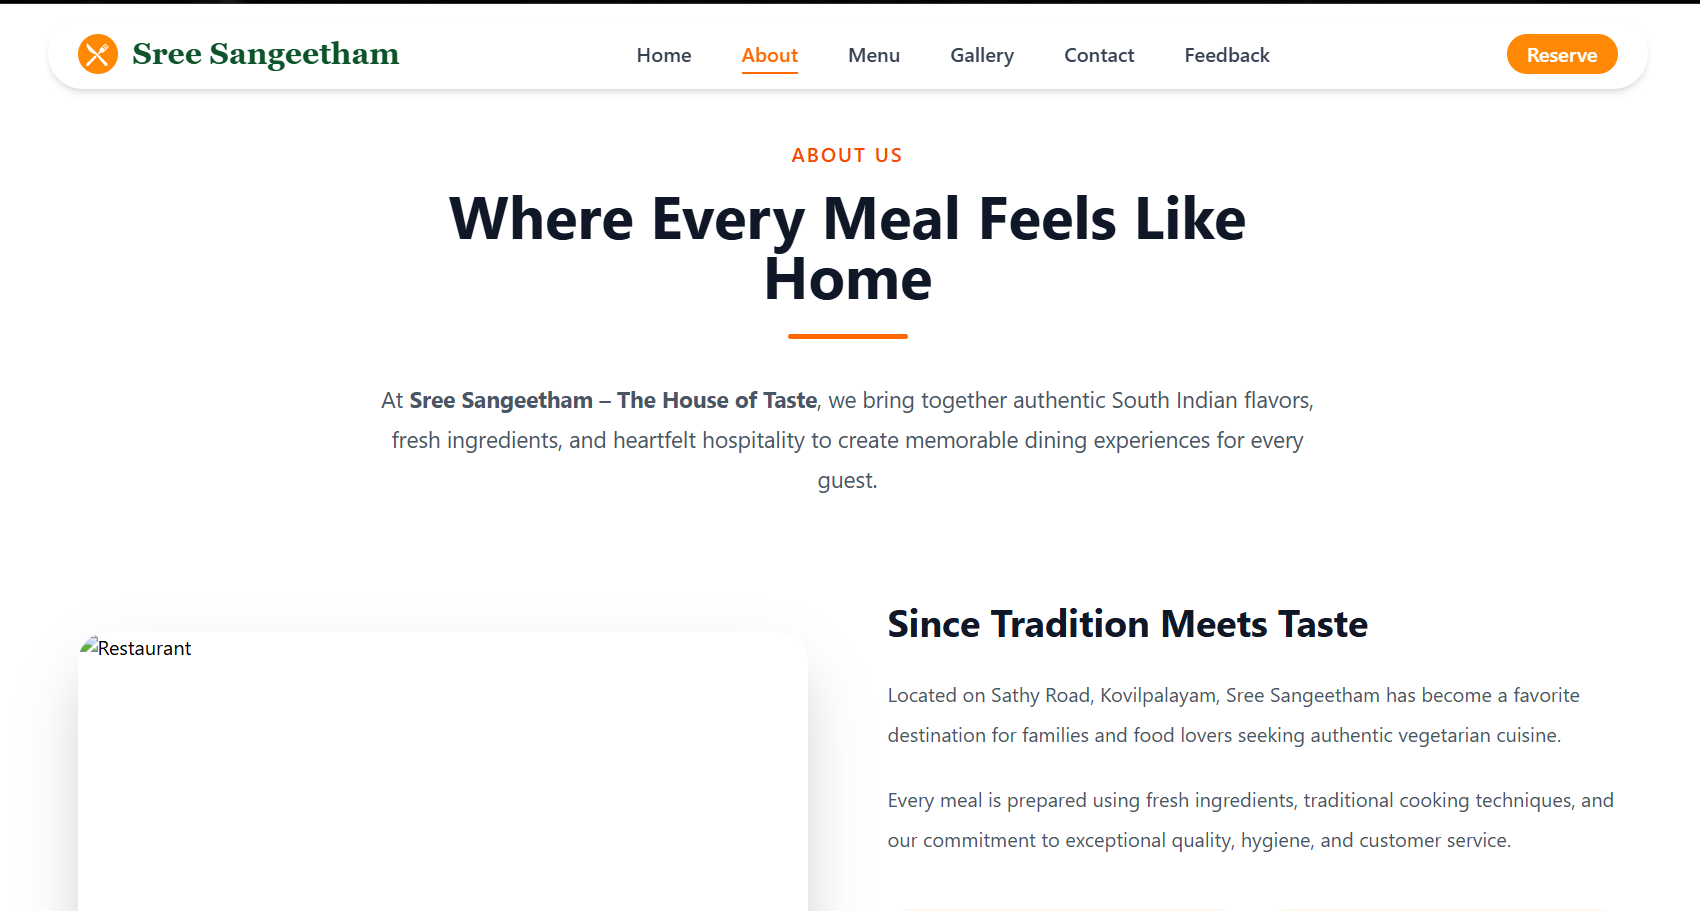 Sree Sangeetham
Home About Menu Gallery Contact Feedback
Reserve
ABOUT US
Where Every Meal Feels Like
Home
At Sree Sangeetham – The House of Taste, we bring together authentic South Indian flavors,
fresh ingredients, and heartfelt hospitality to create memorable dining experiences for every
guest.
Restaurant
Since Tradition Meets Taste
Located on Sathy Road, Kovilpalayam, Sree Sangeetham has become a favorite
destination for families and food lovers seeking authentic vegetarian cuisine.
Every meal is prepared using fresh ingredients, traditional cooking techniques, and
our commitment to exceptional quality, hygiene, and customer service.